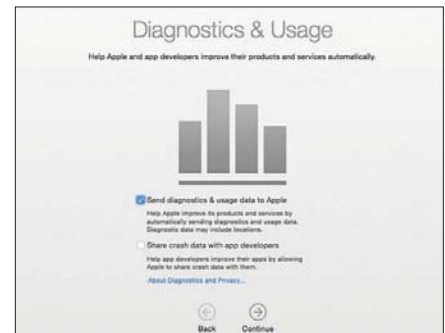 Diagnostics & Usage
Help Apple and app developers improve their products and services automatically.
Send diagnostics & usage data to Apple
Help Apple improve its products and services by
automatically sending diagnostics and usage data.
Diagnostic data may include locations.
Share crash data with app developers
Help app developers improve their apps by allowing
Apple to share crash data with them.
About Diagnostics and Privacy...
Back
Continue